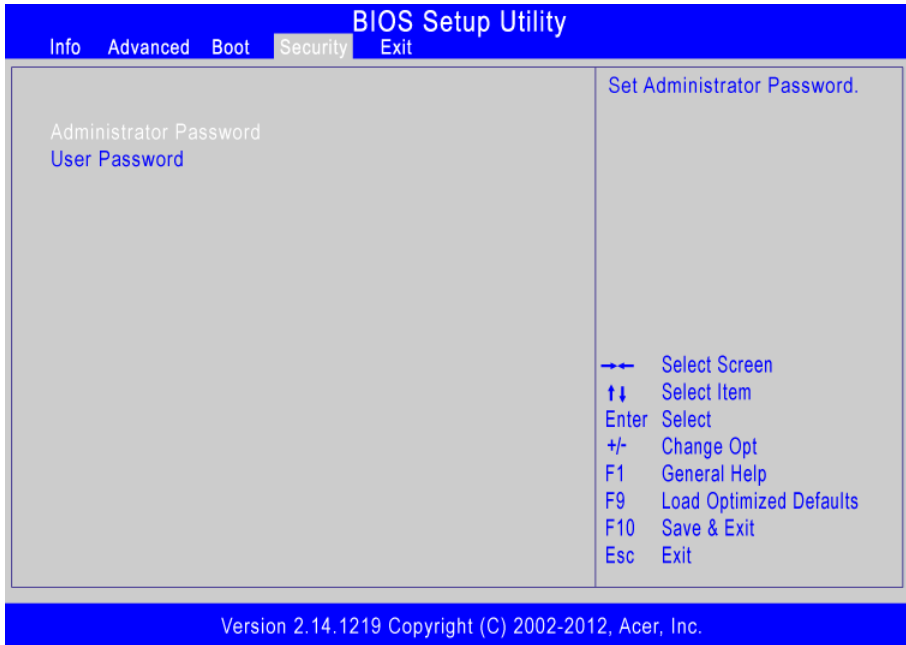 BIOS Setup Utility
Info Advanced Boot Security Exit
Administrator Password
User Password
Set Administrator Password.
→← Select Screen
↑↓ Select Item
Enter Select
+/- Change Opt
F1 General Help
F9 Load Optimized Defaults
F10 Save & Exit
Esc Exit
Version 2.14.1219 Copyright (C) 2002-2012, Acer, Inc.